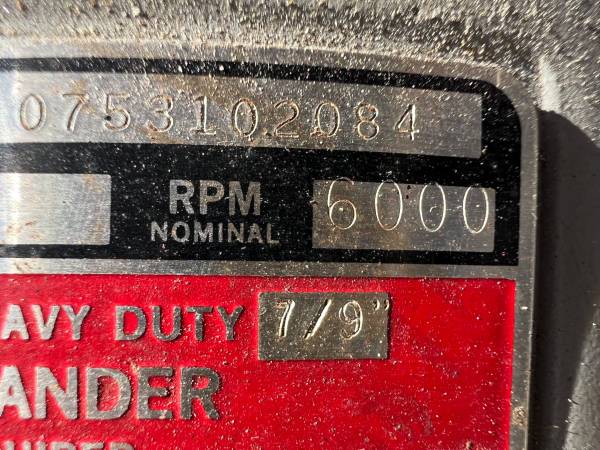 0753102084
RPM
NOMINAL 6000
AVY DUTY 7/9"
ANDER